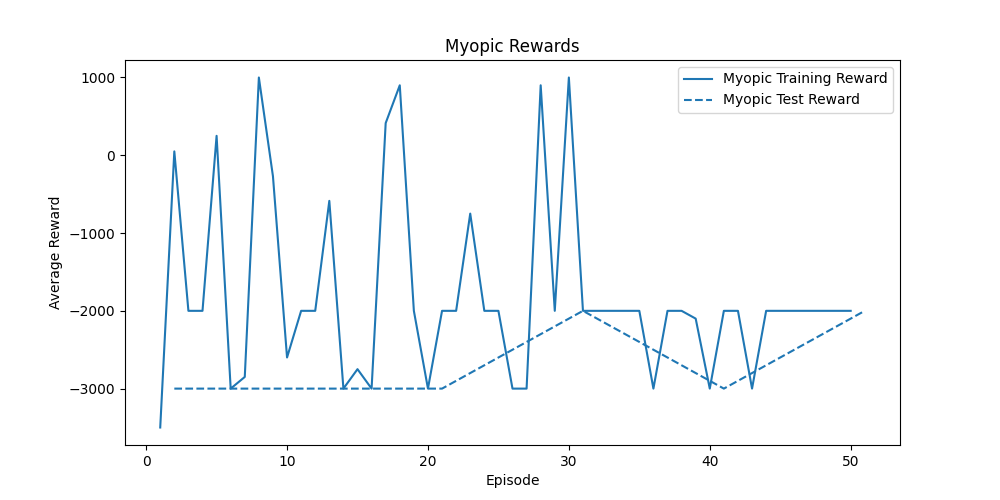 Myopic Rewards
Myopic Training Reward
Myopic Test Reward
Average Reward
1000
0
−1000
−2000
−3000
0 10 20 30 40 50
Episode